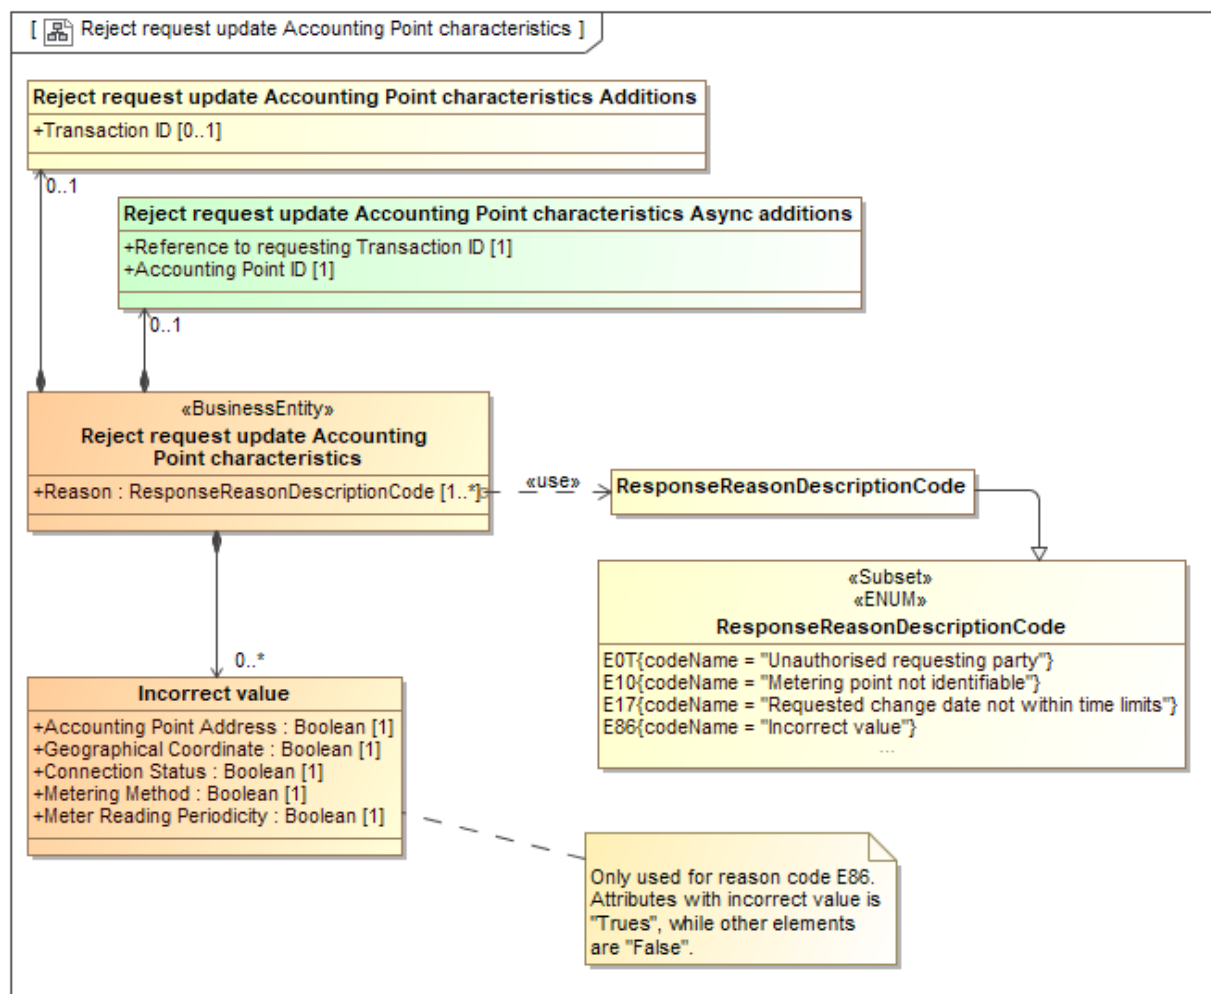 [ Reject request update Accounting Point characteristics ]
Reject request update Accounting Point characteristics Additions
+Transaction ID [0..1]
0..1
Reject request update Accounting Point characteristics Async additions
+Reference to requesting Transaction ID [1]
+Accounting Point ID [1]
0..1
«BusinessEntity»
Reject request update Accounting
Point characteristics
+Reason : ResponseReasonDescriptionCode [1..*]
«use»
ResponseReasonDescriptionCode
«Subset»
«ENUM»
ResponseReasonDescriptionCode
E0T{codeName = "Unauthorised requesting party"}
E10{codeName = "Metering point not identifiable"}
E17{codeName = "Requested change date not within time limits"}
E86{codeName = "Incorrect value"}
...
0..*
Incorrect value
+Accounting Point Address : Boolean [1]
+Geographical Coordinate : Boolean [1]
+Connection Status : Boolean [1]
+Metering Method : Boolean [1]
+Meter Reading Periodicity : Boolean [1]
Only used for reason code E86.
Attributes with incorrect value is
"Trues", while other elements
are "False".